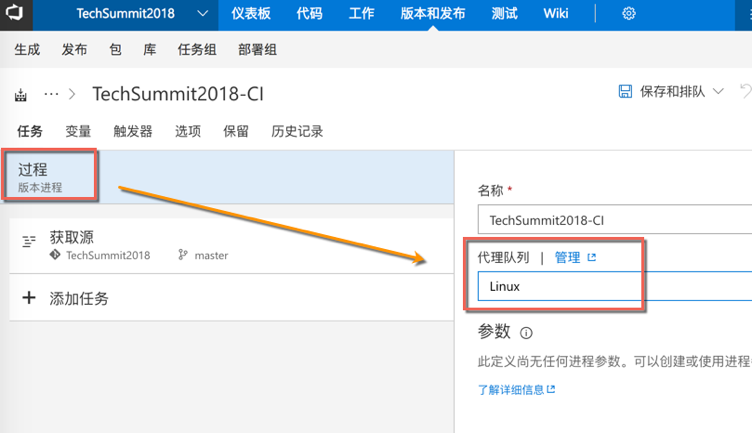 TechSummit2018
仪表板
代码
工作
版本和发布
测试
Wiki
生成
发布
包
库
任务组
部署组
··· > TechSummit2018-CI
保存和排队
任务
变量
触发器
选项
保留
历史记录
过程
版本进程
获取源
TechSummit2018
master
+ 添加任务
名称 *
TechSummit2018-CI
代理队列 | 管理
Linux
参数
此定义尚无任何进程参数。可以创建或使用进程
了解详细信息